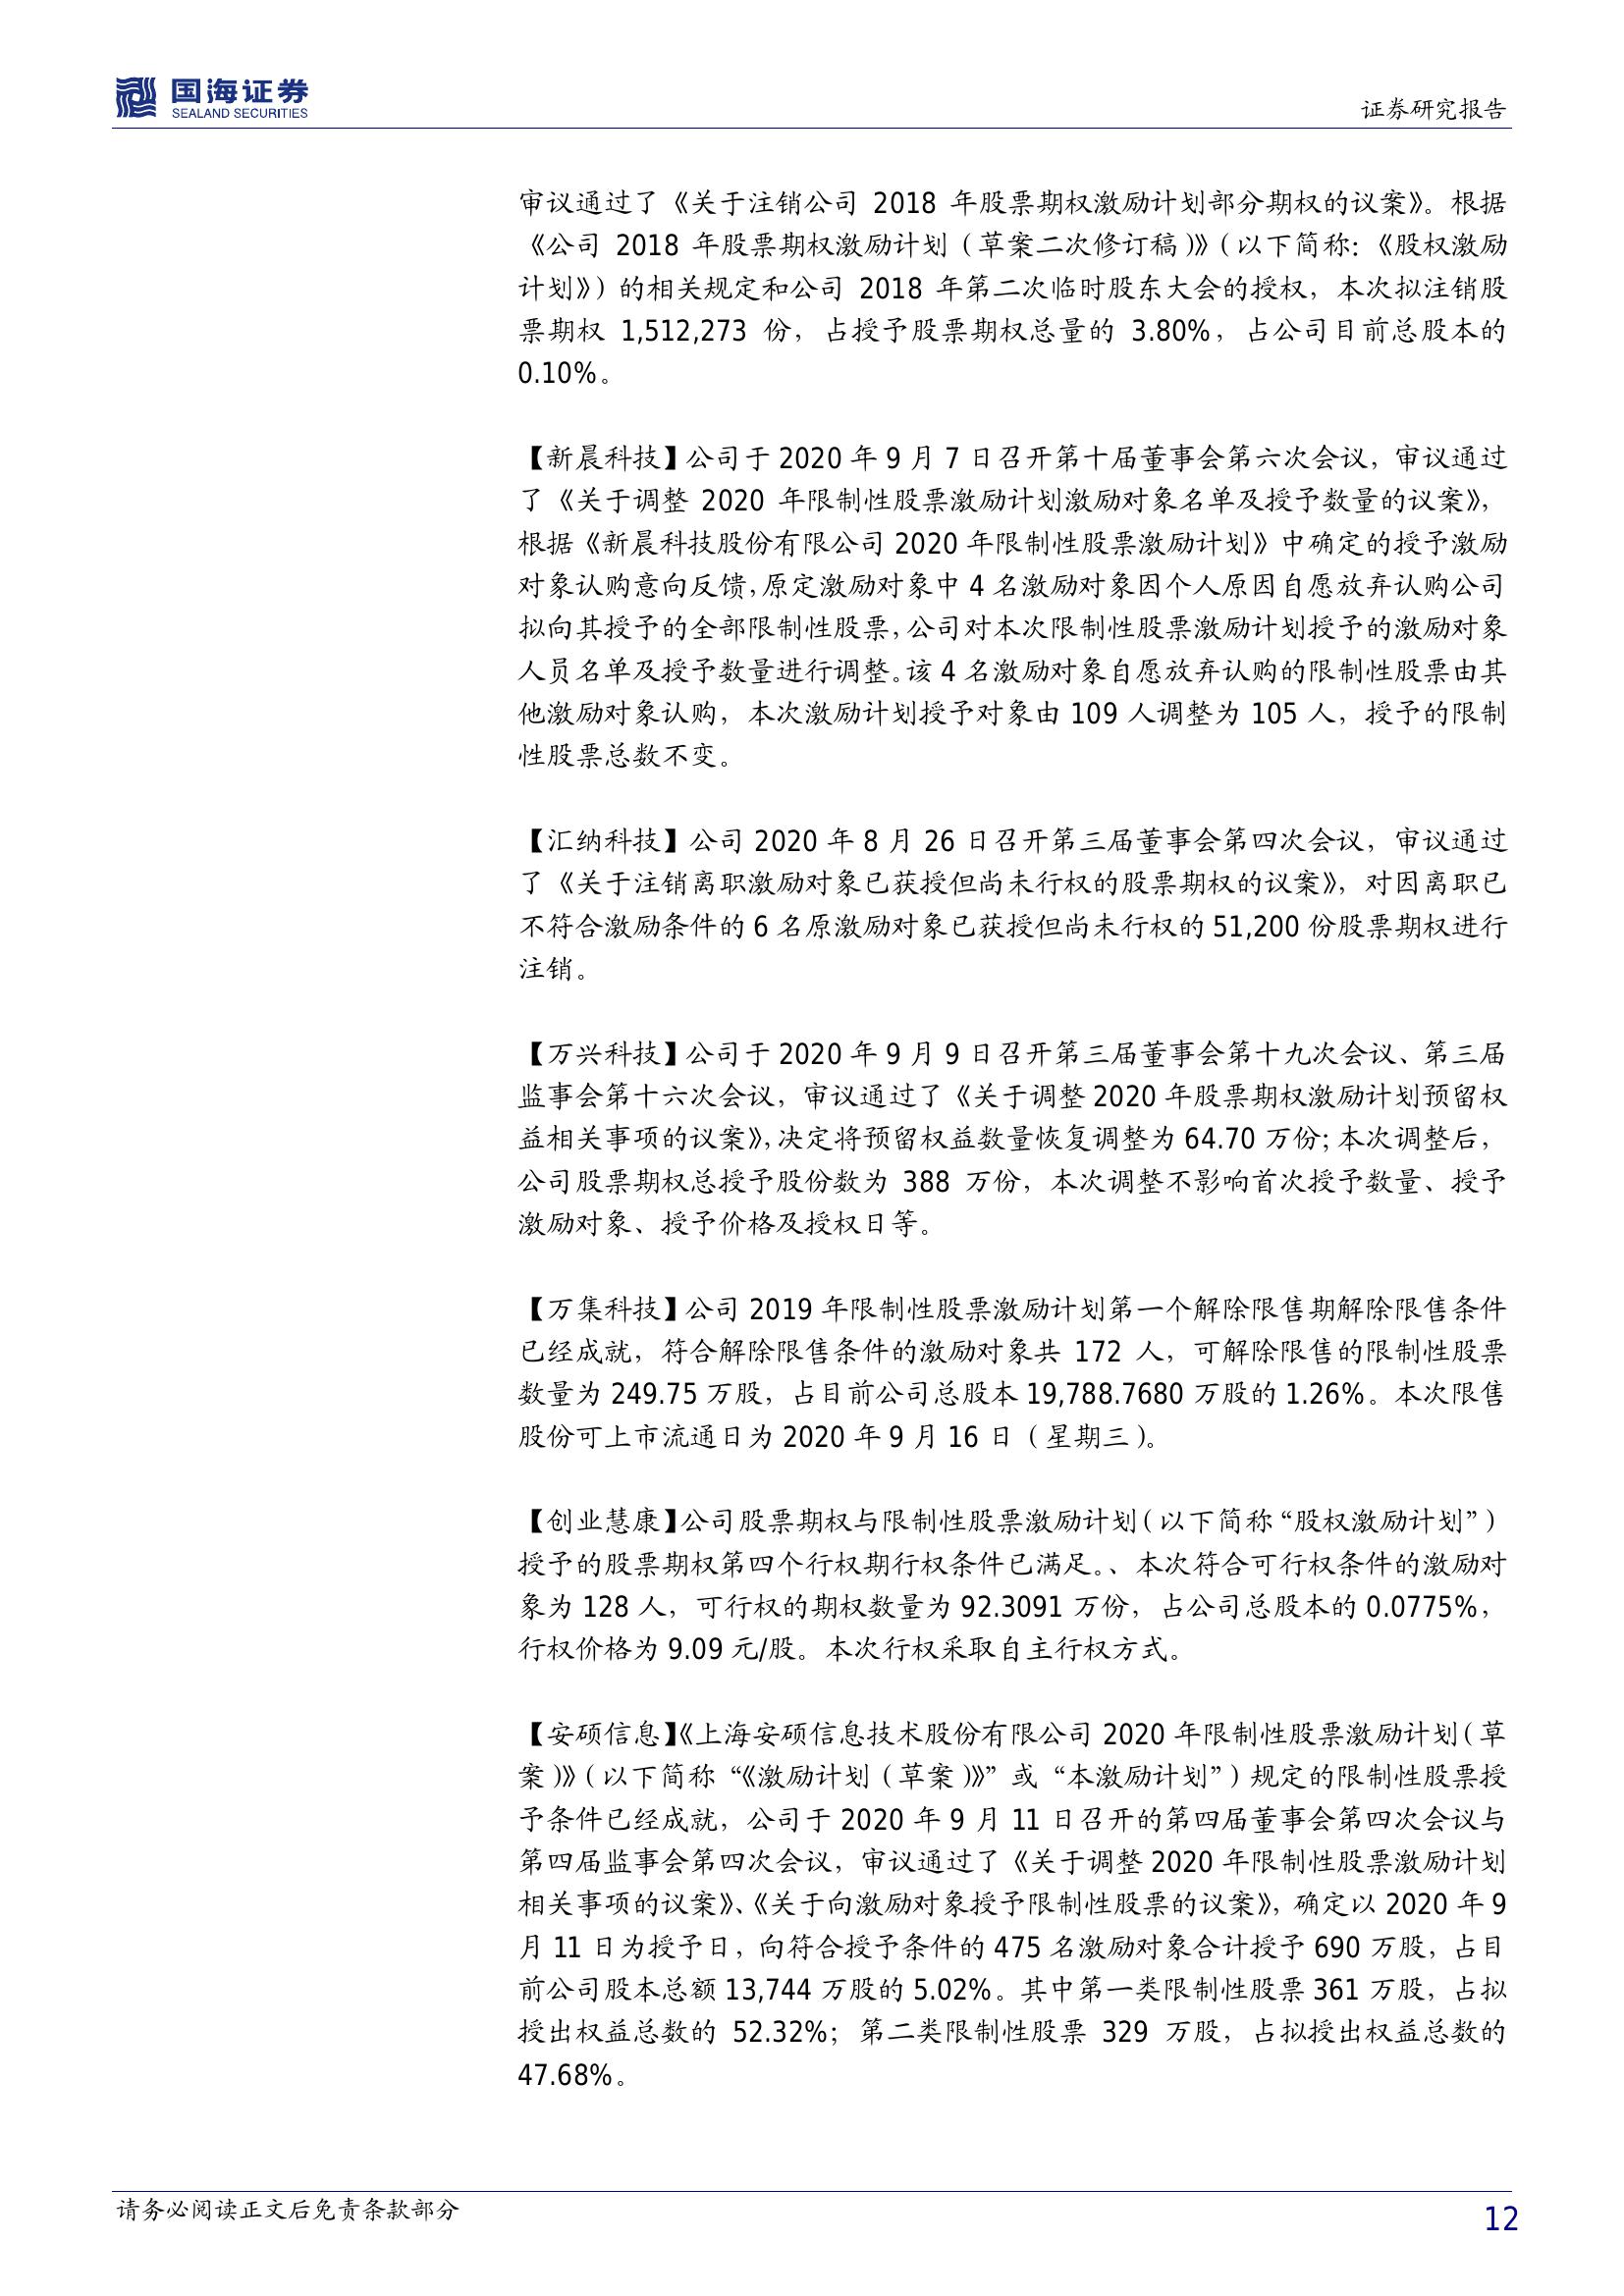 国海证券
SEALAND SECURITIES
证券研究报告
审议通过了《关于注销公司 2018 年股票期权激励计划部分期权的议案》。根据
《公司 2018 年股票期权激励计划（草案二次修订稿）》（以下简称：《股权激励
计划》）的相关规定和公司 2018 年第二次临时股东大会的授权，本次拟注销股
票期权 1,512,273 份，占授予股票期权总量的 3.80%，占公司目前总股本的
0.10%。
【新晨科技】公司于 2020 年 9 月 7 日召开第十届董事会第六次会议，审议通过
了《关于调整 2020 年限制性股票激励计划激励对象名单及授予数量的议案》，
根据《新晨科技股份有限公司 2020 年限制性股票激励计划》中确定的授予激励
对象认购意向反馈，原定激励对象中 4 名激励对象因个人原因自愿放弃认购公司
拟向其授予的全部限制性股票，公司对本次限制性股票激励计划授予的激励对象
人员名单及授予数量进行调整。该 4 名激励对象自愿放弃认购的限制性股票由其
他激励对象认购，本次激励计划授予对象由 109 人调整为 105 人，授予的限制
性股票总数不变。
【汇纳科技】公司 2020 年 8 月 26 日召开第三届董事会第四次会议，审议通过
了《关于注销离职激励对象已获授但尚未行权的股票期权的议案》，对因离职已
不符合激励条件的 6 名原激励对象已获授但尚未行权的 51,200 份股票期权进行
注销。
【万兴科技】公司于 2020 年 9 月 9 日召开第三届董事会第十九次会议、第三届
监事会第十六次会议，审议通过了《关于调整 2020 年股票期权激励计划预留权
益相关事项的议案》，决定将预留权益数量恢复调整为 64.70 万份；本次调整后，
公司股票期权总授予股份数为 388 万份，本次调整不影响首次授予数量、授予
激励对象、授予价格及授权日等。
【万集科技】公司 2019 年限制性股票激励计划第一个解除限售期解除限售条件
已经成就，符合解除限售条件的激励对象共 172 人，可解除限售的限制性股票
数量为 249.75 万股，占目前公司总股本 19,788.7680 万股的 1.26%。本次限售
股份可上市流通日为 2020 年 9 月 16 日（星期三）。
【创业慧康】公司股票期权与限制性股票激励计划（以下简称“股权激励计划”）
授予的股票期权第四个行权期行权条件已满足。、本次符合可行权条件的激励对
象为 128 人，可行权的期权数量为 92.3091 万份，占公司总股本的 0.0775%，
行权价格为 9.09 元/股。本次行权采取自主行权方式。
【安硕信息】《上海安硕信息技术股份有限公司 2020 年限制性股票激励计划（草
案）》（以下简称“《激励计划（草案）》”或“本激励计划”）规定的限制性股票授
予条件已经成就，公司于 2020 年 9 月 11 日召开的第四届董事会第四次会议与
第四届监事会第四次会议，审议通过了《关于调整 2020 年限制性股票激励计划
相关事项的议案》、《关于向激励对象授予限制性股票的议案》，确定以 2020 年 9
月 11 日为授予日，向符合授予条件的 475 名激励对象合计授予 690 万股，占目
前公司股本总额 13,744 万股的 5.02%。其中第一类限制性股票 361 万股，占拟
授出权益总数的 52.32%；第二类限制性股票 329 万股，占拟授出权益总数的
47.68%。
请务必阅读正文后免责条款部分
12